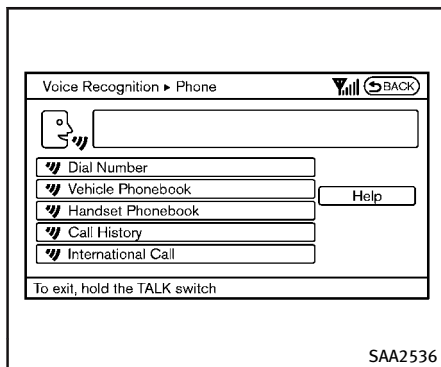 Voice Recognition ▸ Phone
BACK
Dial Number
Vehicle Phonebook
Help
Handset Phonebook
Call History
International Call
To exit, hold the TALK switch
SAA2536